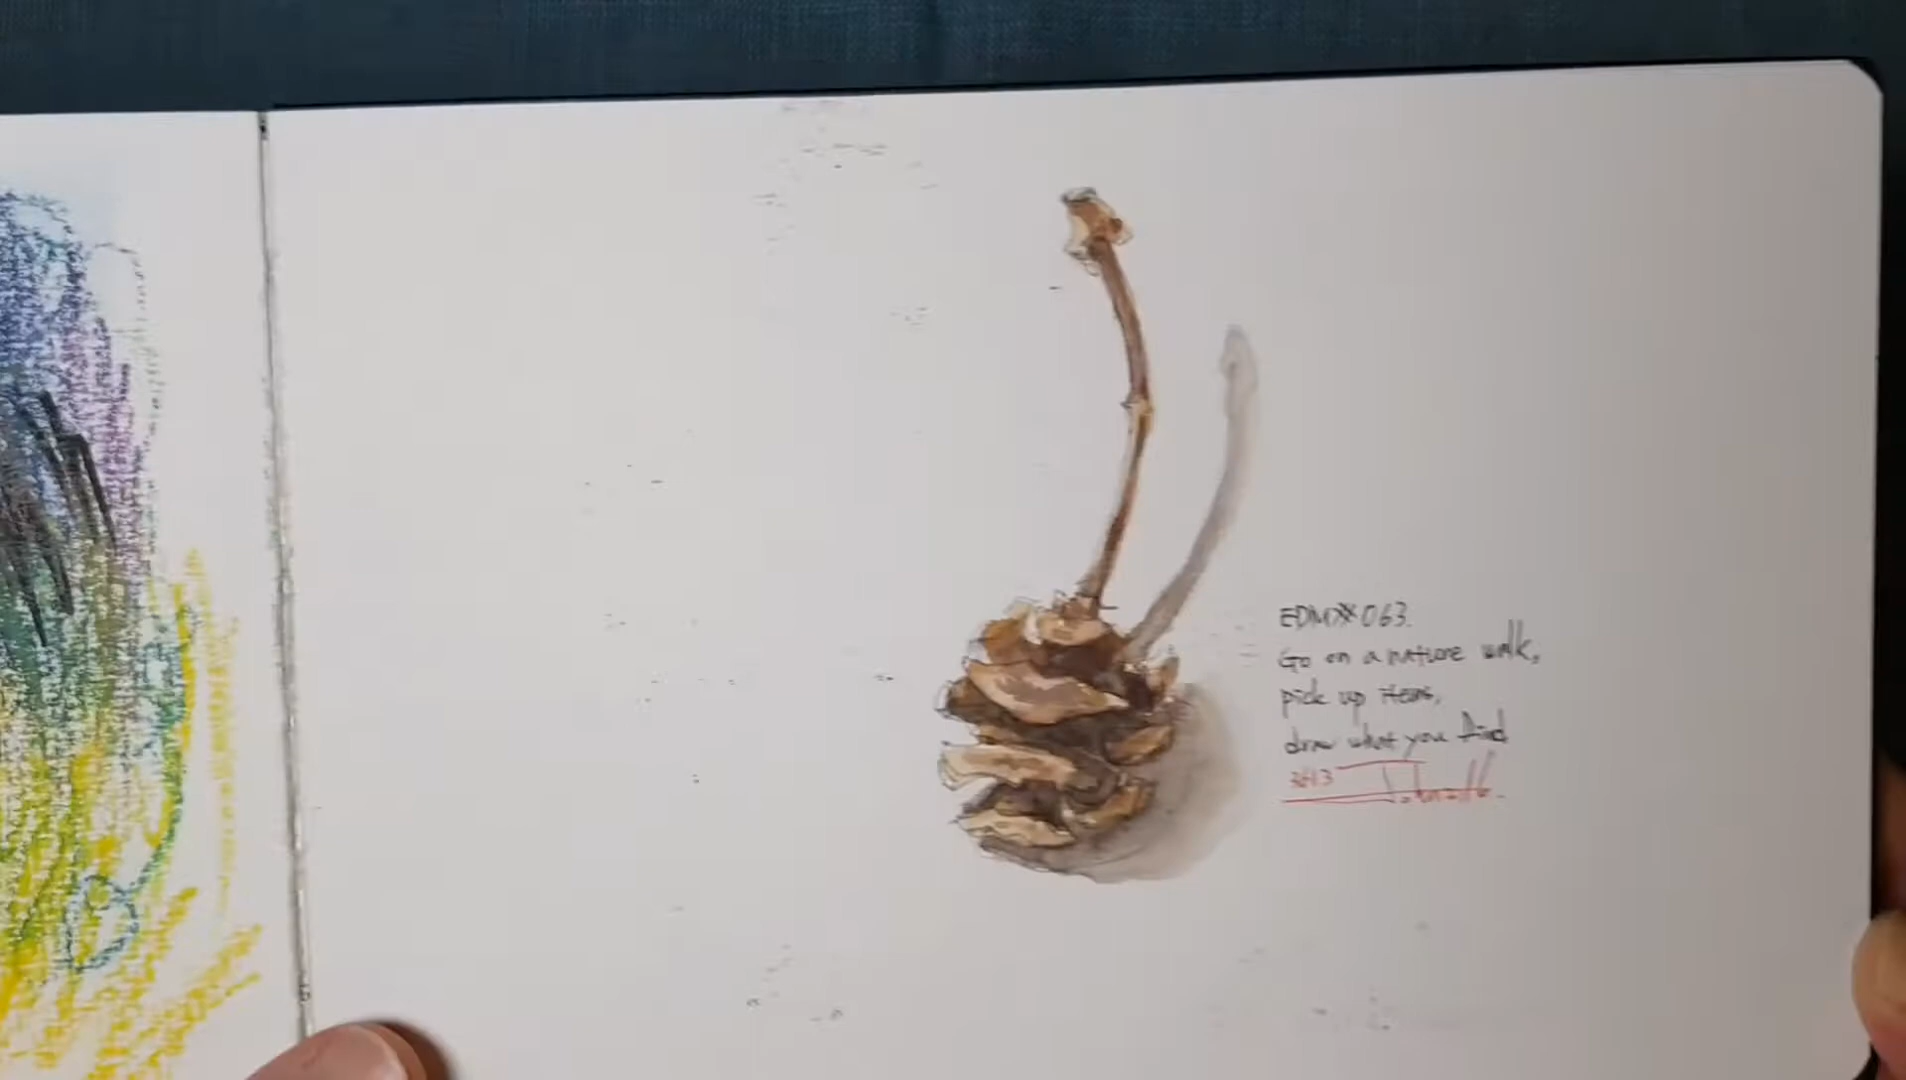 EDM※063.
Go on a nature walk,
pick up items,
draw what you find